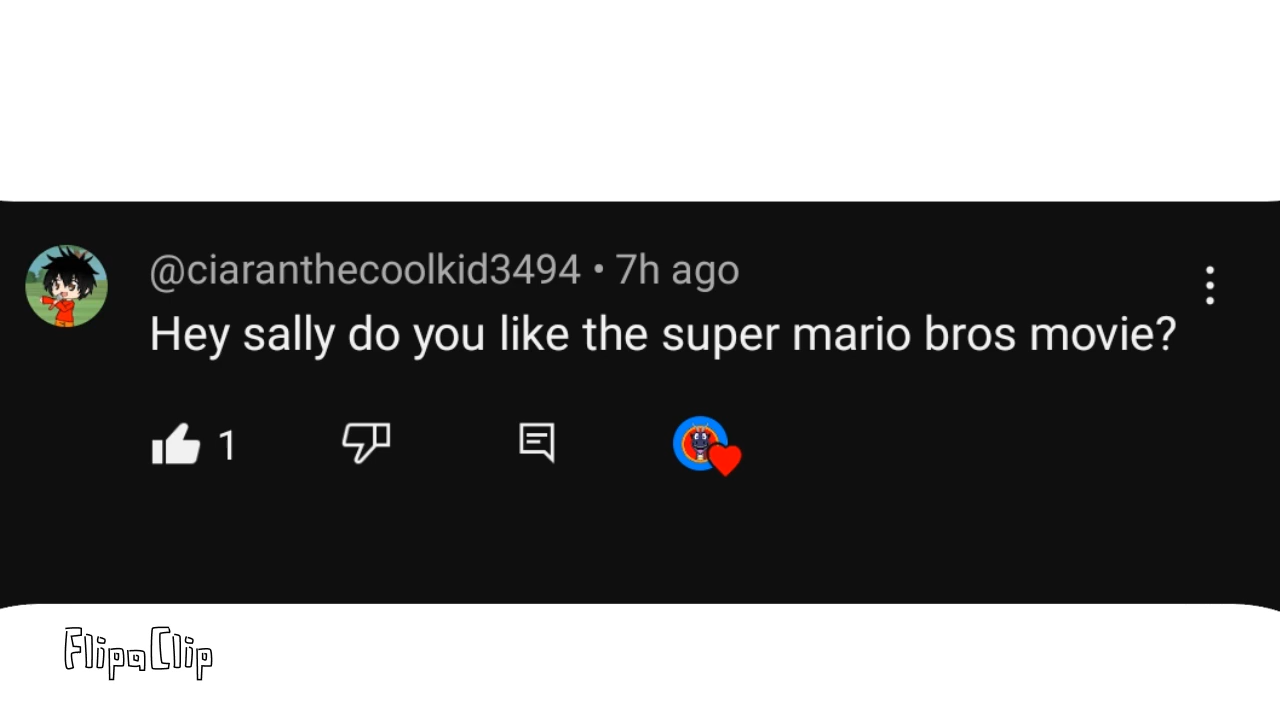 @ciaranthecoolkid3494 • 7h ago
Hey sally do you like the super mario bros movie?
1
FlipaClip